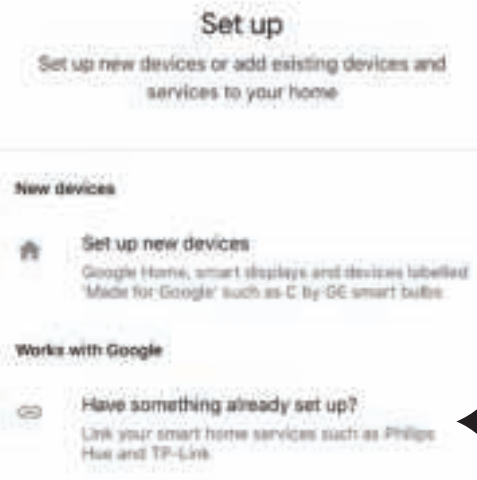 Set up
Set up new devices or add existing devices and
services to your home
New devices
Set up new devices
Google Home, smart displays and devices labelled
'Made for Google' such as C by GE smart bulbs
Works with Google
Have something already set up?
Link your smart home services such as Philips
Hue and TP-Link